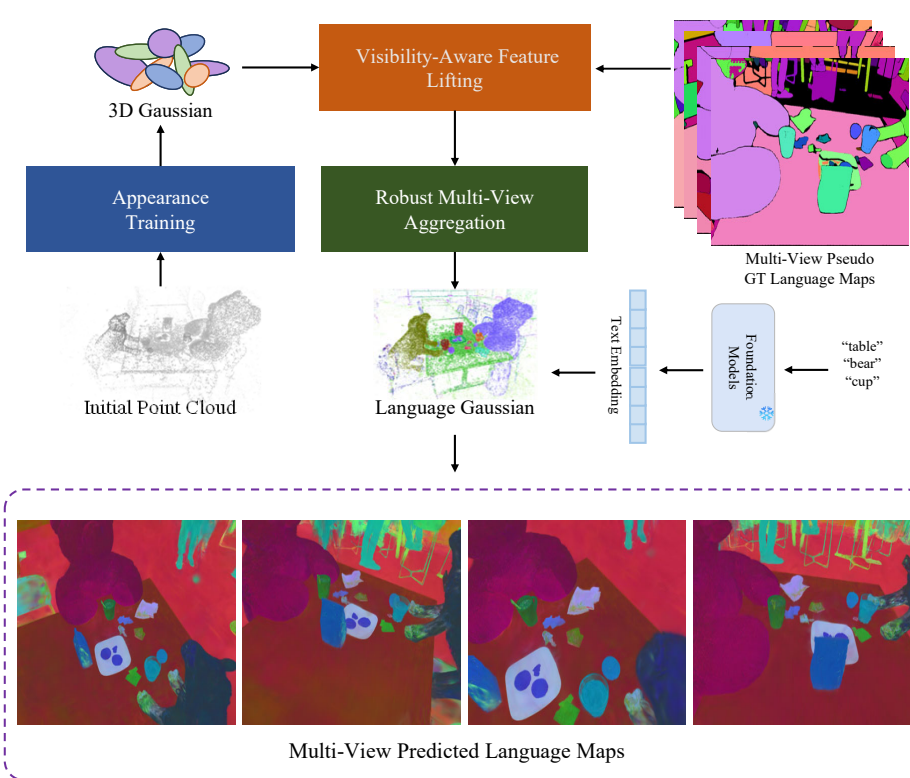 Visibility-Aware Feature
Lifting
3D Gaussian
Appearance
Training
Robust Multi-View
Aggregation
Multi-View Pseudo
GT Language Maps
Initial Point Cloud
Language Gaussian
Text Embedding
Foundation
Models
“table”
“bear”
“cup”
Multi-View Predicted Language Maps